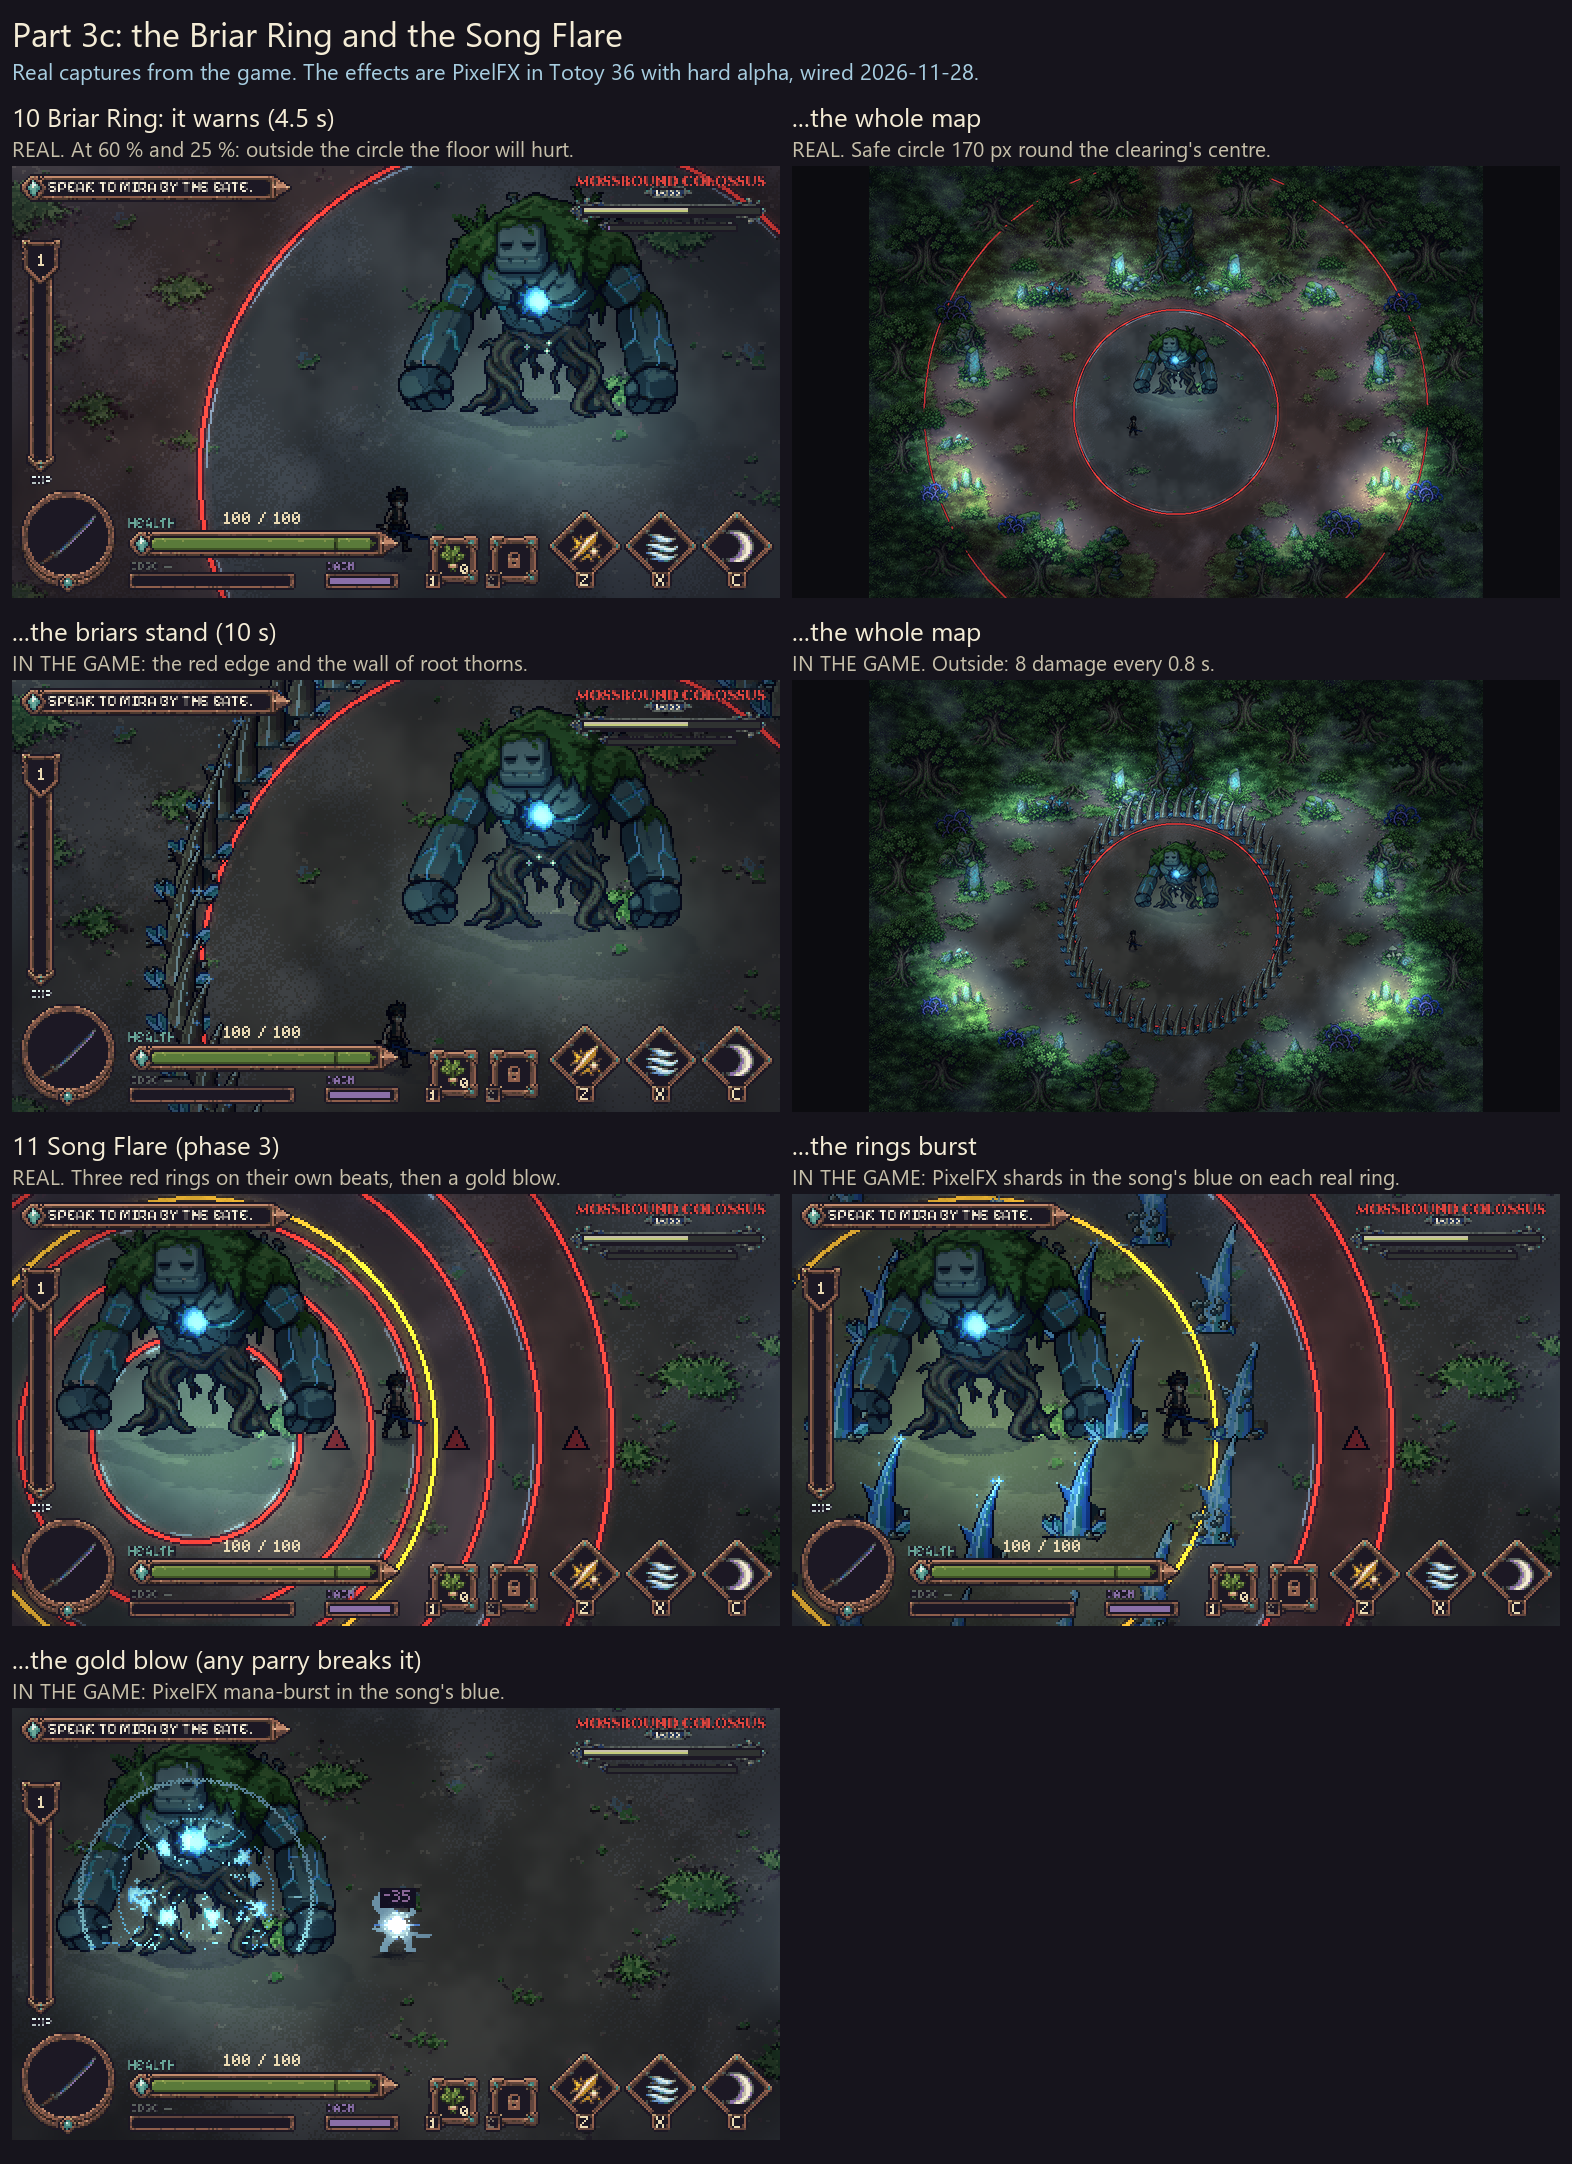 Part 3c: the Briar Ring and the Song Flare
Real captures from the game. The effects are PixelFX in Totoy 36 with hard alpha, wired 2026-11-28.
10 Briar Ring: it warns (4.5 s)
REAL. At 60 % and 25 %: outside the circle the floor will hurt.
SPEAK TO MIRA BY THE GATE.
MOSSBOUND COLOSSUS
1
HEALTH
100 / 100
1
0
Z
X
C
...the whole map
REAL. Safe circle 170 px round the clearing's centre.
...the briars stand (10 s)
IN THE GAME: the red edge and the wall of root thorns.
SPEAK TO MIRA BY THE GATE.
MOSSBOUND COLOSSUS
1
HEALTH
100 / 100
1
0
Z
X
C
...the whole map
IN THE GAME. Outside: 8 damage every 0.8 s.
11 Song Flare (phase 3)
REAL. Three red rings on their own beats, then a gold blow.
SPEAK TO MIRA BY THE GATE.
MOSSBOUND COLOSSUS
1
HEALTH
100 / 100
1
0
Z
X
C
...the rings burst
IN THE GAME: PixelFX shards in the song's blue on each real ring.
SPEAK TO MIRA BY THE GATE.
MOSSBOUND COLOSSUS
1
HEALTH
100 / 100
1
0
Z
X
C
...the gold blow (any parry breaks it)
IN THE GAME: PixelFX mana-burst in the song's blue.
SPEAK TO MIRA BY THE GATE.
MOSSBOUND COLOSSUS
1
-35
HEALTH
100 / 100
1
0
Z
X
C